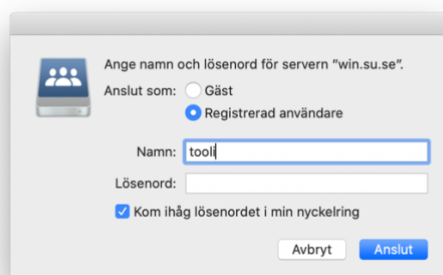 Ange namn och lösenord för servern "win.su.se".
Anslut som: Gäst
Registrerad användare
Namn: tooli
Lösenord:
Kom ihåg lösenordet i min nyckelring
Avbryt Anslut